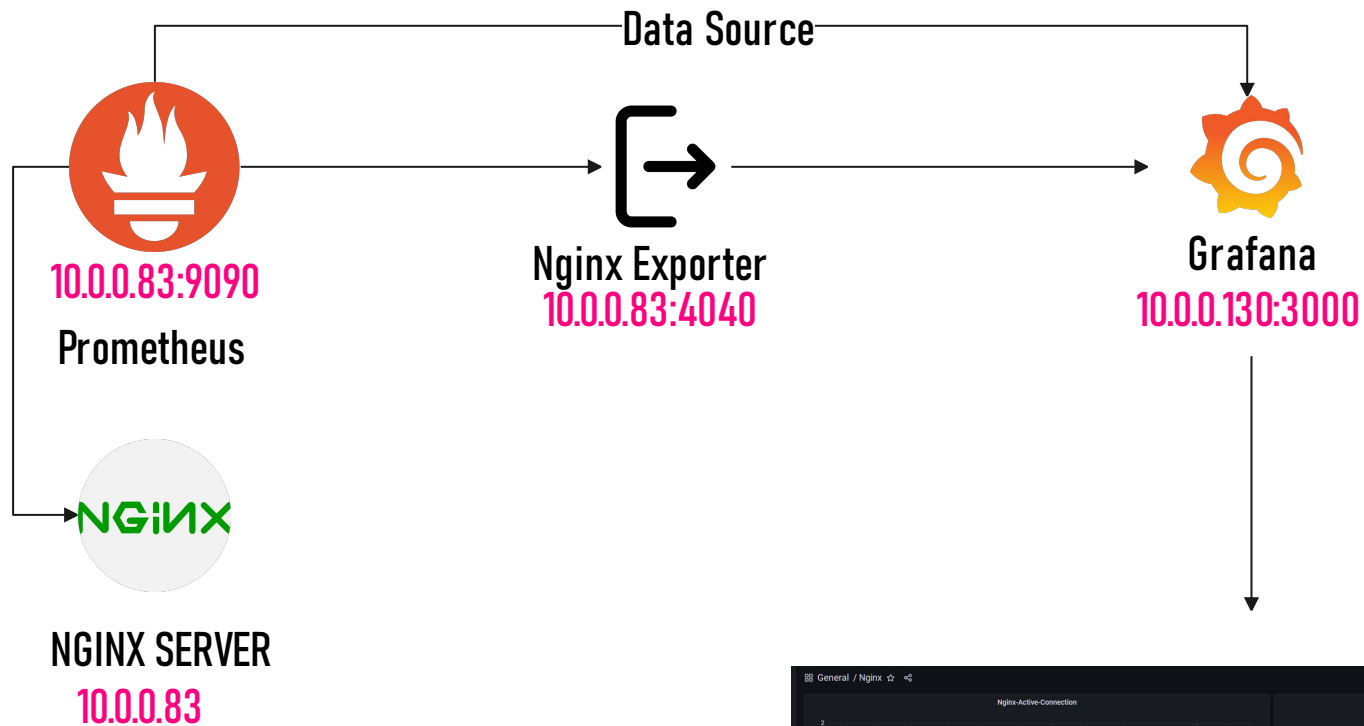 Data Source
10.0.0.83:9090
Prometheus
Nginx Exporter
10.0.0.83:4040
Grafana
10.0.0.130:3000
NGINX
NGINX SERVER
10.0.0.83
General / Nginx
Nginx-Active-Connection
2